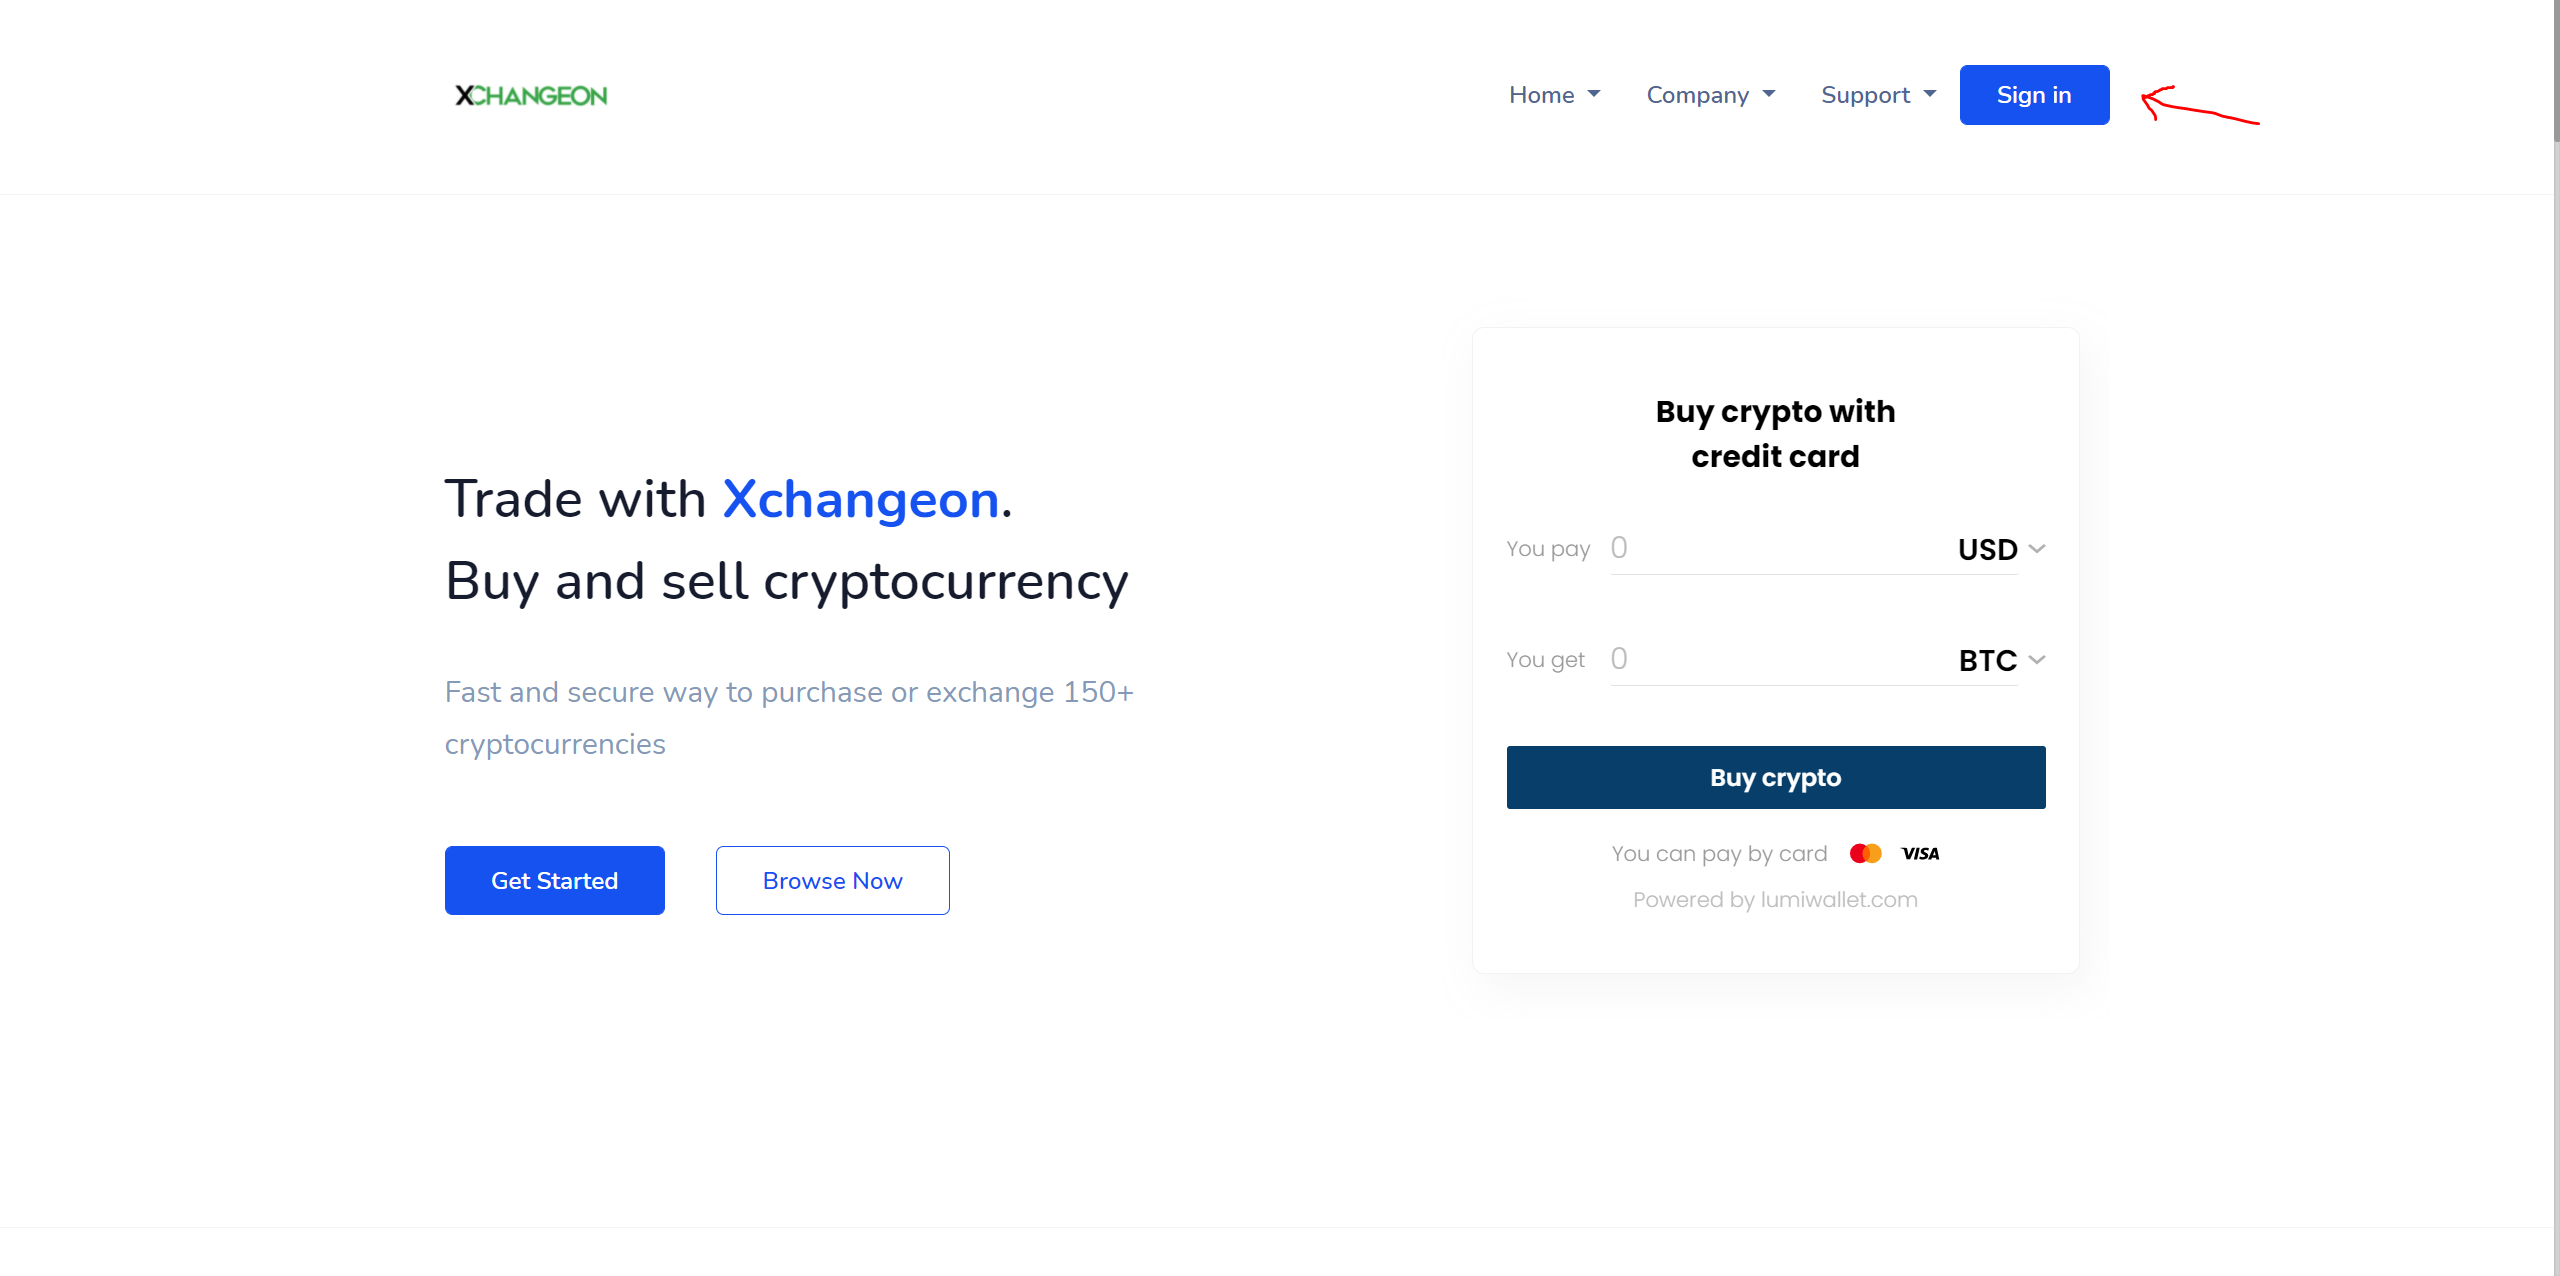 XCHANGEON
Home
Company
Support
Sign in
Trade with Xchangeon.
Buy and sell cryptocurrency
Fast and secure way to purchase or exchange 150+
cryptocurrencies
Get Started
Browse Now
Buy crypto with
credit card
You pay 0 USD
You get 0 BTC
Buy crypto
You can pay by card VISA
Powered by lumiwallet.com